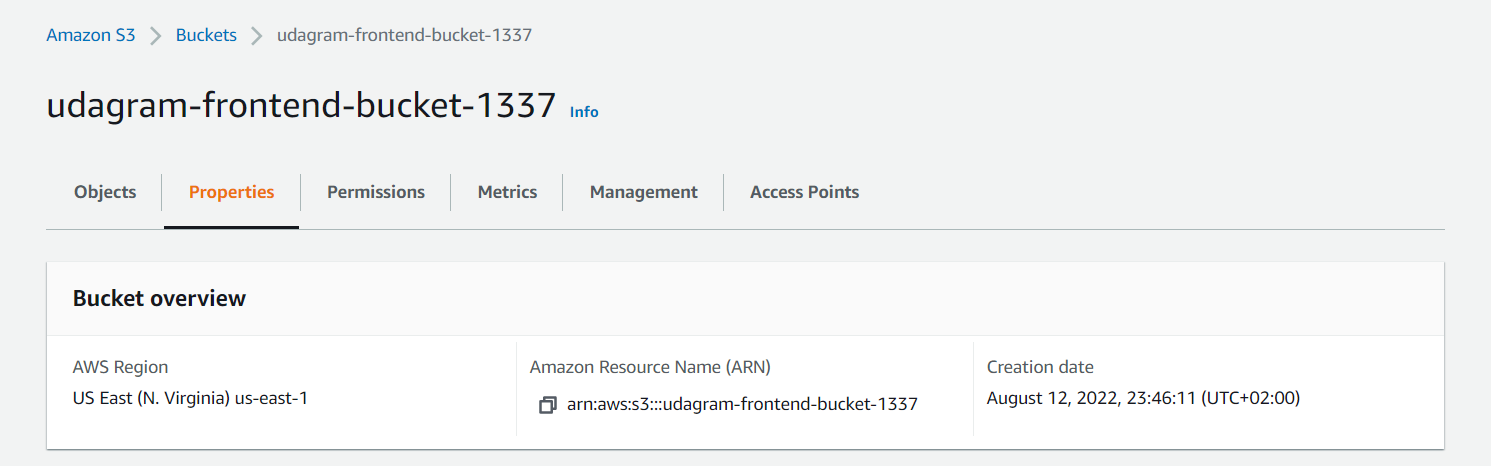 Amazon S3 > Buckets > udagram-frontend-bucket-1337
udagram-frontend-bucket-1337 Info
Objects Properties Permissions Metrics Management Access Points
Bucket overview
AWS Region
US East (N. Virginia) us-east-1
Amazon Resource Name (ARN)
arn:aws:s3:::udagram-frontend-bucket-1337
Creation date
August 12, 2022, 23:46:11 (UTC+02:00)